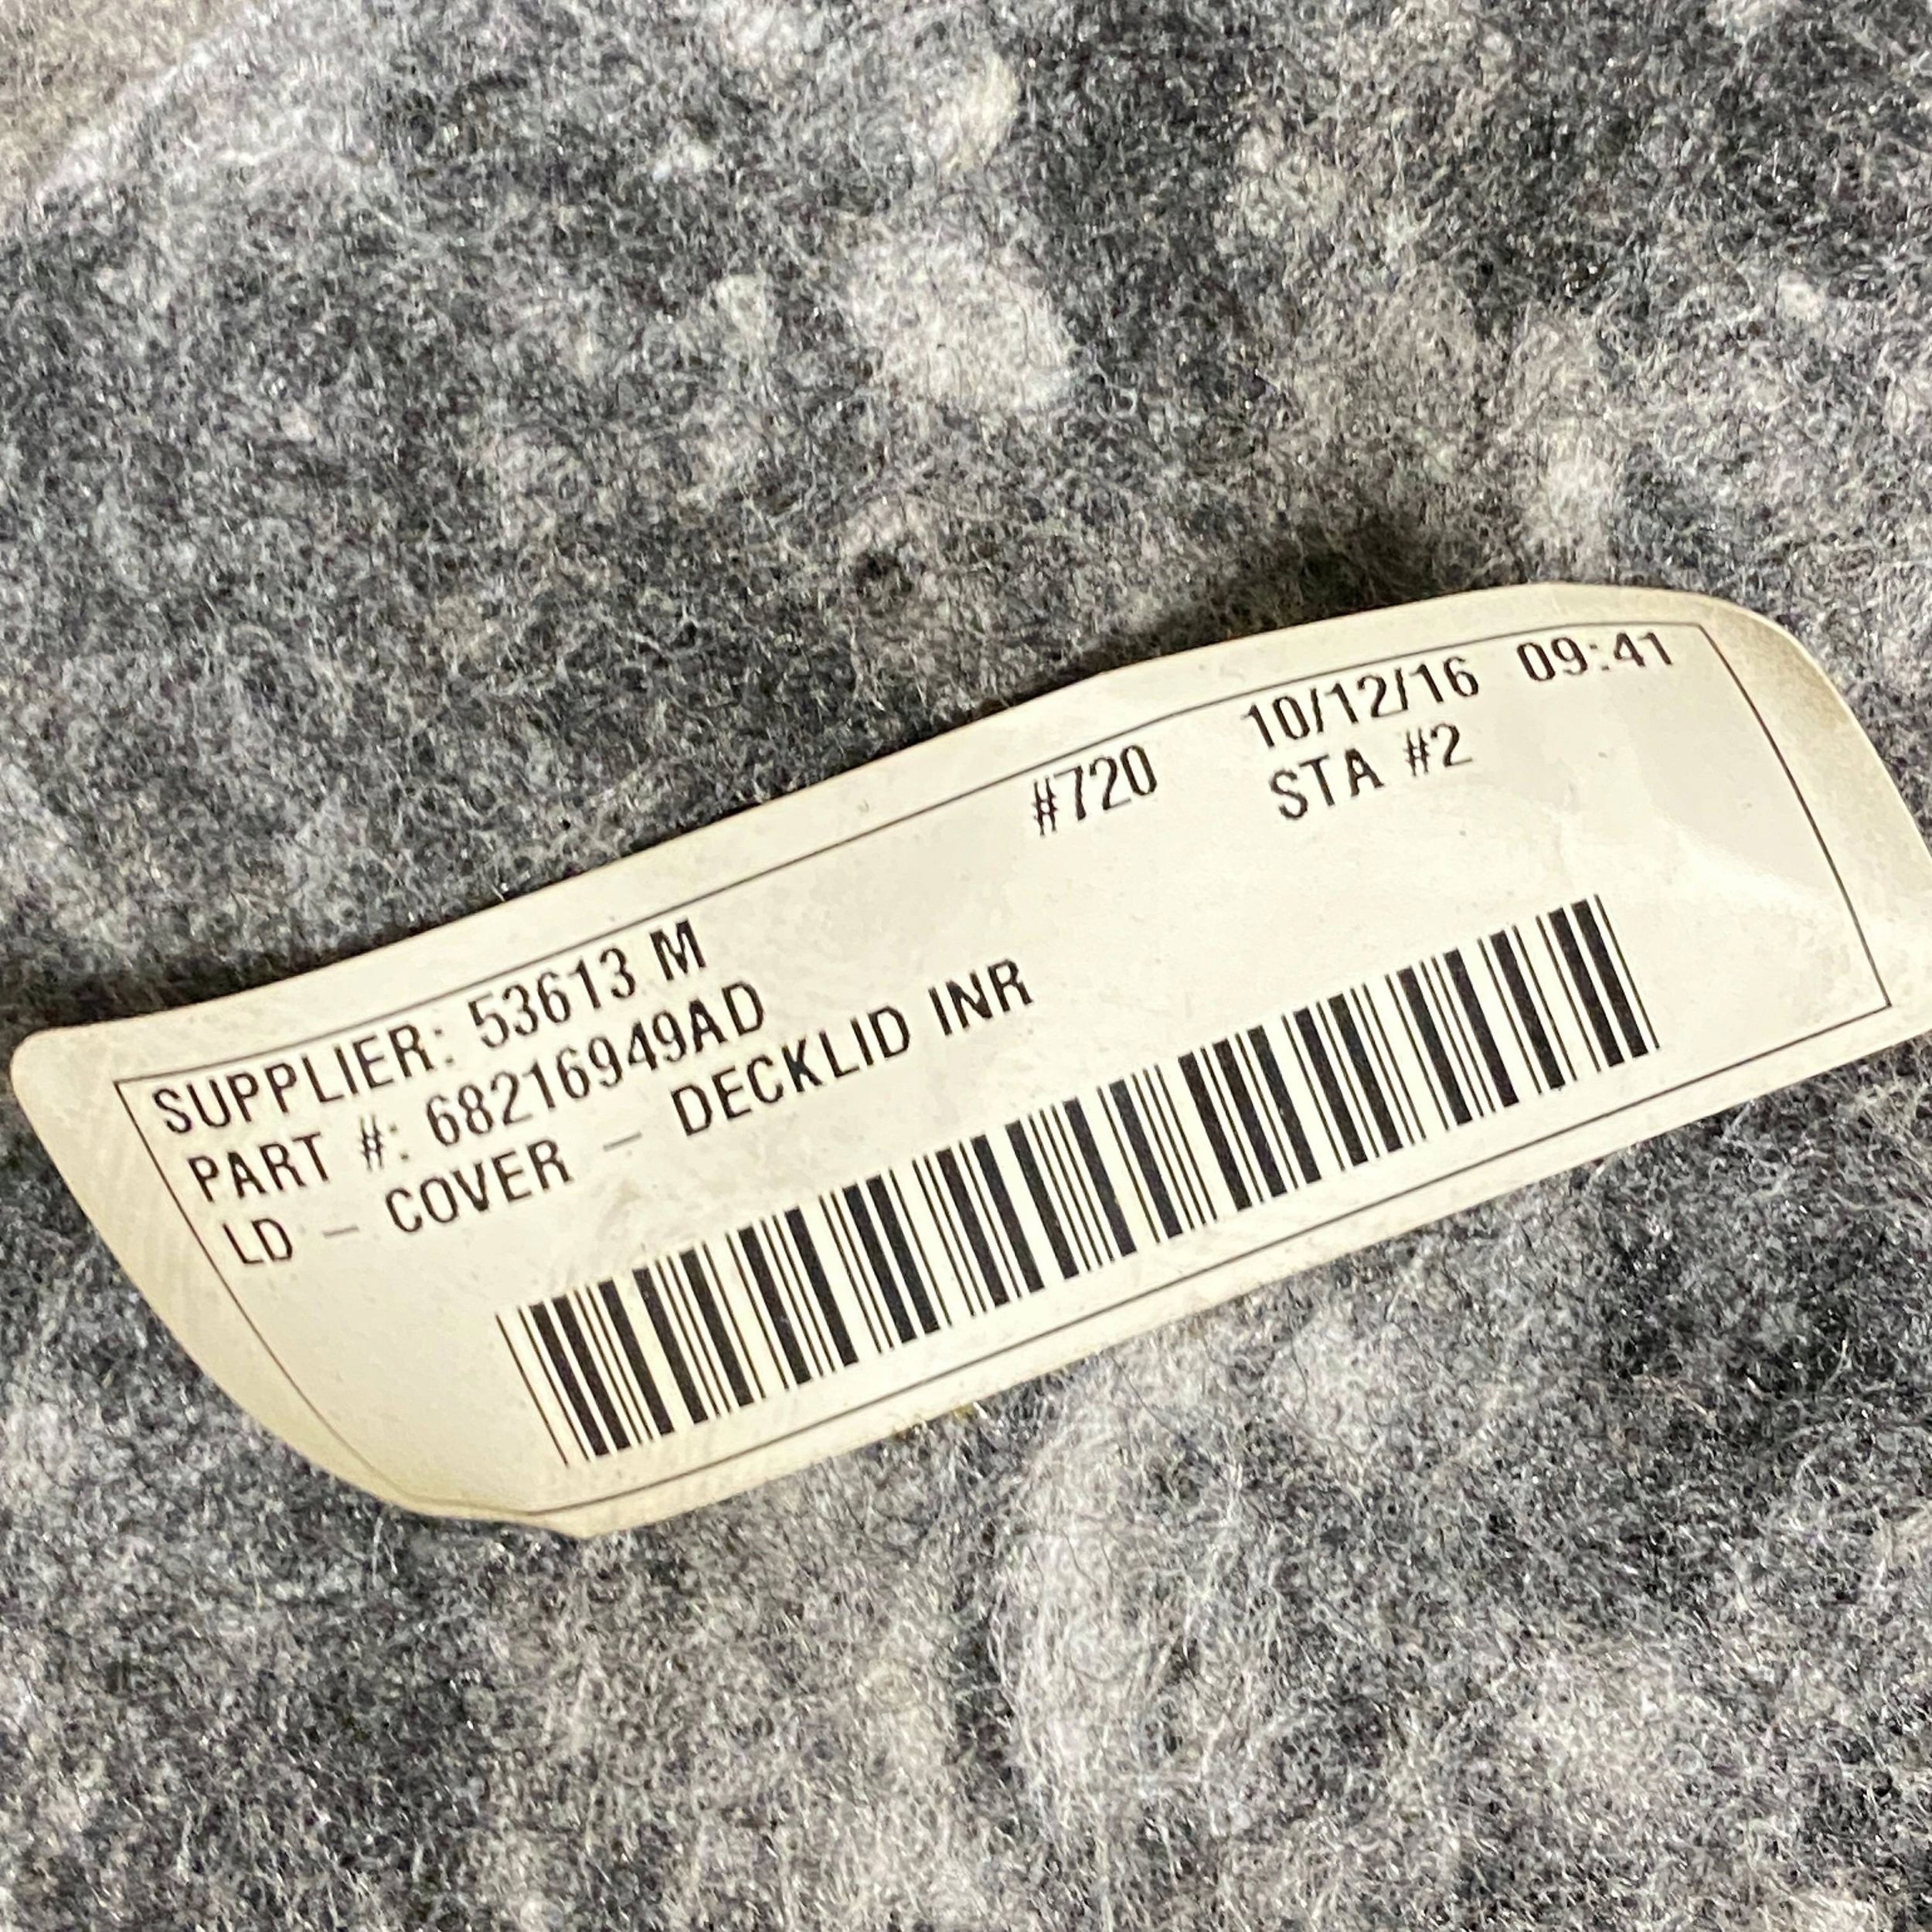 #720 10/12/16 09:41
STA #2
SUPPLIER: 53613 M
PART #: 68216949AD
LD - COVER - DECKLID INR